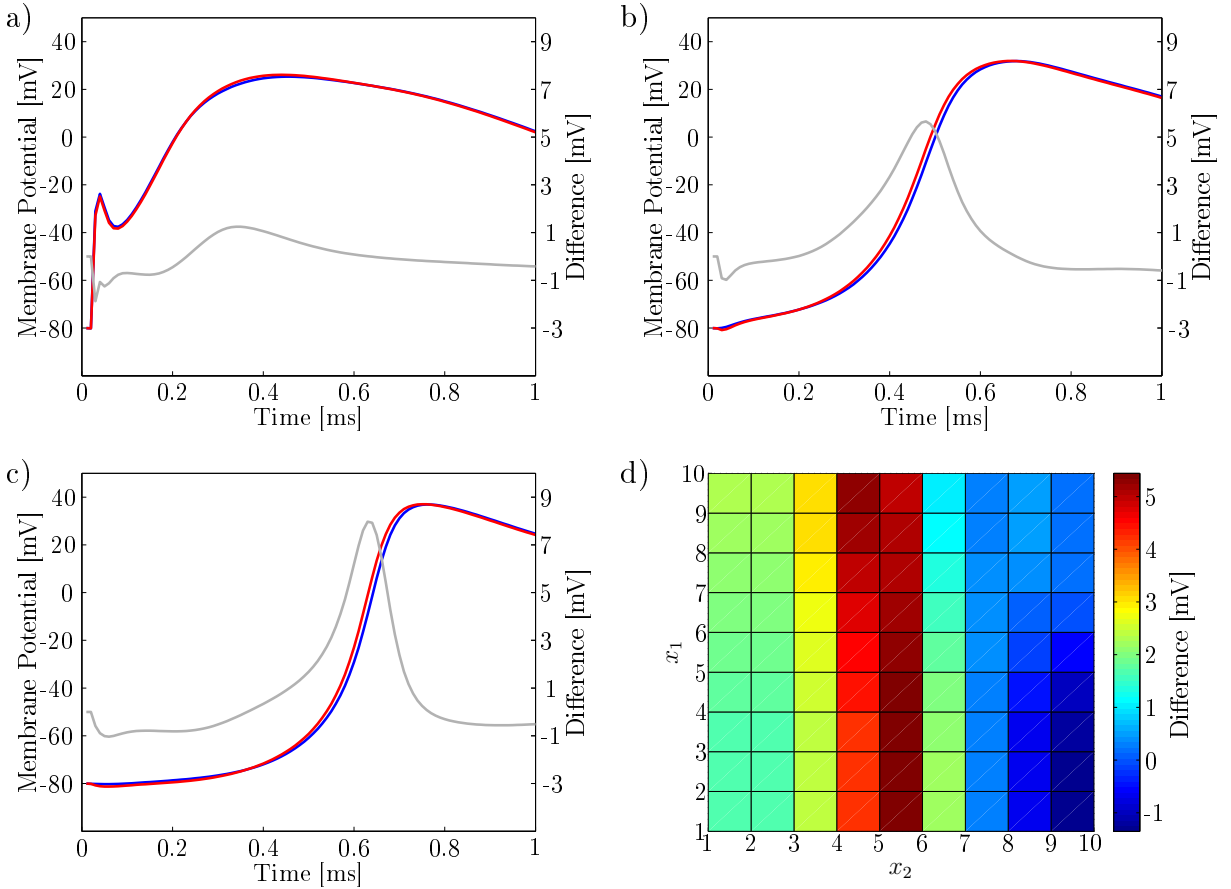 a)
Membrane Potential [mV]
40
20
0
-20
-40
-60
-80
9
7
5
3
1
-1
-3
Difference [mV]
0 0.2 0.4 0.6 0.8 1
Time [ms]
b)
Membrane Potential [mV]
40
20
0
-20
-40
-60
-80
9
7
5
3
1
-1
-3
Difference [mV]
0 0.2 0.4 0.6 0.8 1
Time [ms]
c)
Membrane Potential [mV]
40
20
0
-20
-40
-60
-80
9
7
5
3
1
-1
-3
Difference [mV]
0 0.2 0.4 0.6 0.8 1
Time [ms]
d)
x₁
10
9
8
7
6
5
4
3
2
1
1 2 3 4 5 6 7 8 9 10
x₂
5
4
3
2
1
0
-1
Difference [mV]